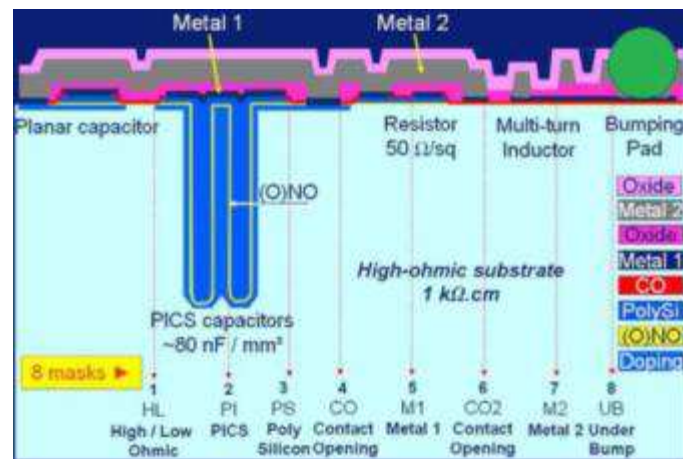 Metal 1
Metal 2
Planar capacitor
Resistor
50 Ω/sq
Multi-turn
Inductor
Bumping
Pad
(O)NO
High-ohmic substrate
1 kΩ.cm
PICS capacitors
~80 nF / mm²
Oxide
Metal 2
Oxide
Metal 1
CO
PolySi
(O)NO
Doping
8 masks ►
1 2 3 4 5 6 7 8
HL PI PS CO M1 CO2 M2 UB
High / Low PICS Poly Contact Metal 1 Contact Metal 2 Under
Ohmic Silicon Opening Opening Bump